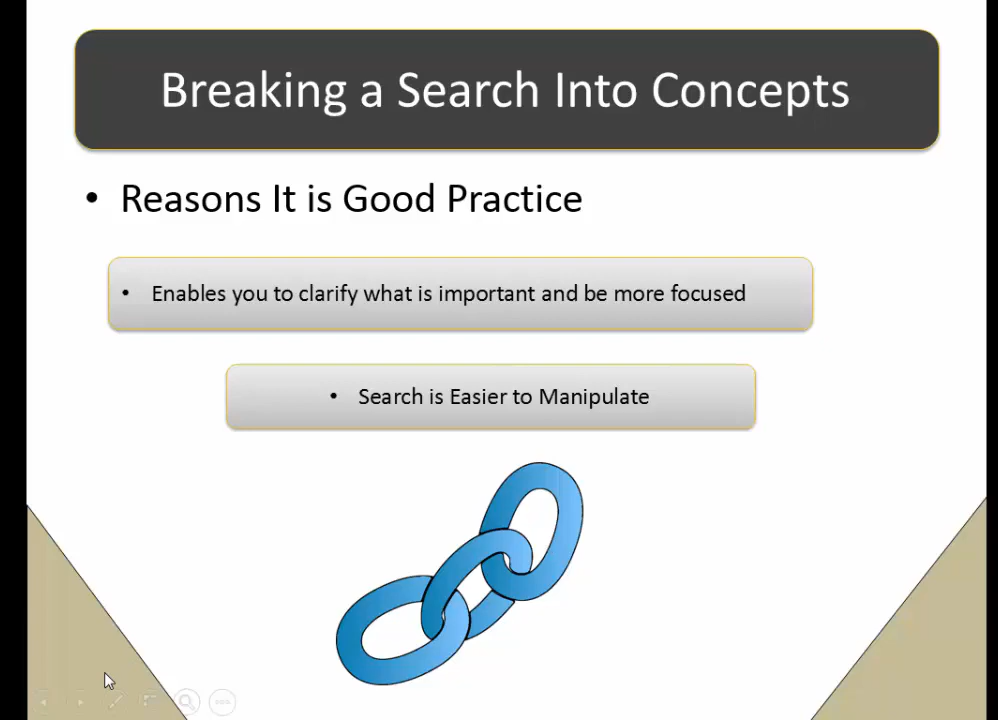 Breaking a Search Into Concepts
• Reasons It is Good Practice
• Enables you to clarify what is important and be more focused
• Search is Easier to Manipulate